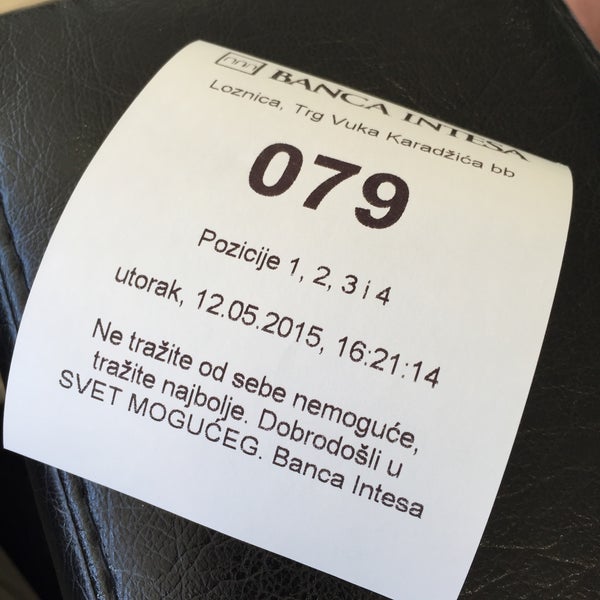 BANCA INTESA
Loznica, Trg Vuka Karadžića bb
079
Pozicije 1, 2, 3 i 4
utorak, 12.05.2015, 16:21:14
Ne tražite od sebe nemoguće,
tražite najbolje. Dobrodošli u
SVET MOGUĆEG. Banca Intesa